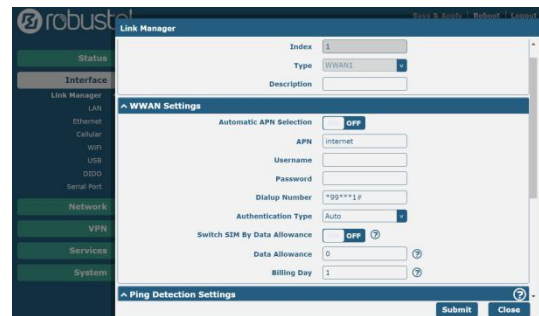 robustel
Save & Apply | Reboot | Logout
Link Manager
Status
Interface
Link Manager
LAN
Ethernet
Cellular
WiFi
USB
DIDO
Serial Port
Network
VPN
Services
System
Index 1
Type WWAN1 v
Description
^ WWAN Settings
Automatic APN Selection OFF
APN internet
Username
Password
Dialup Number *99***1#
Authentication Type Auto v
Switch SIM By Data Allowance OFF ?
Data Allowance 0 ?
Billing Day 1 ?
^ Ping Detection Settings ?
Submit Close